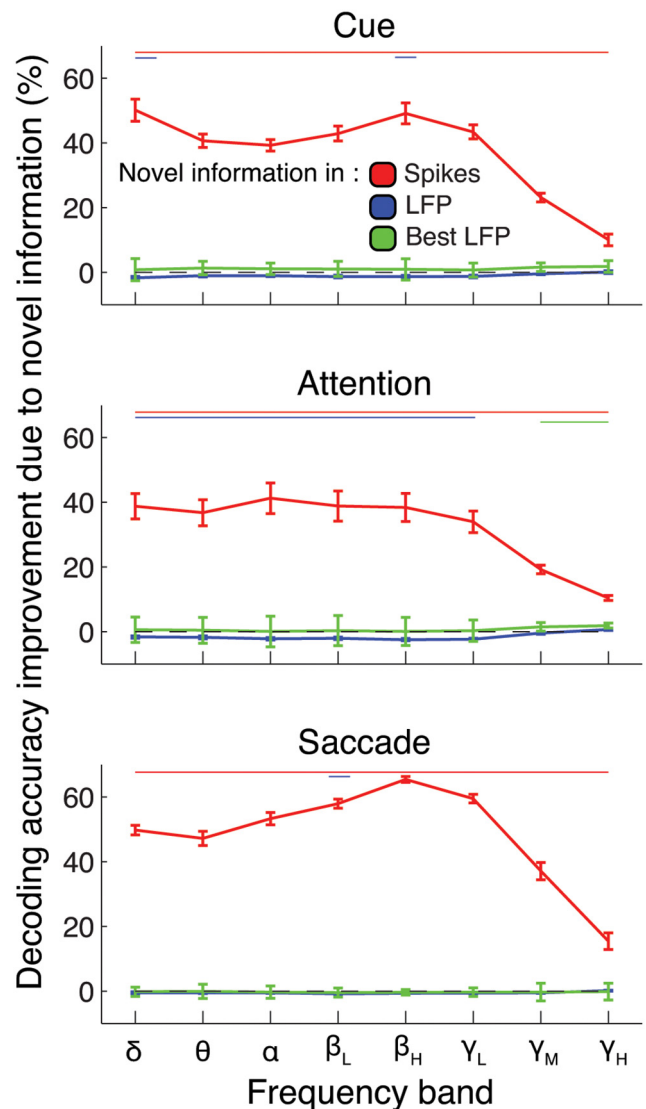 Decoding accuracy improvement due to novel information (%)
Cue
60
40
20
0
Novel information in :
Spikes
LFP
Best LFP
Attention
60
40
20
0
Saccade
60
40
20
0
δ θ α βL βH γL γM γH
Frequency band